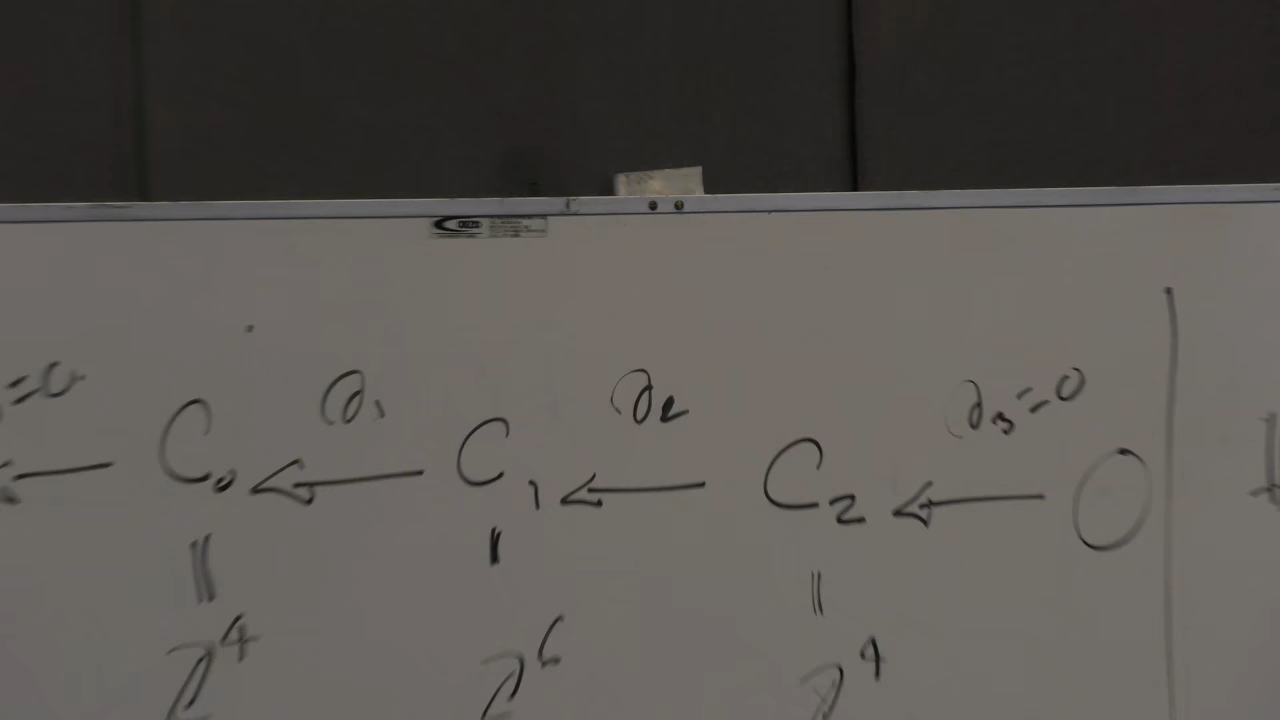 =0 ∂₁ ∂₂ ∂₃=0
← C₀ ← C₁ ← C₂ ← 0
|| || ||
ℤ⁴ ℤ⁶ ℤ⁴